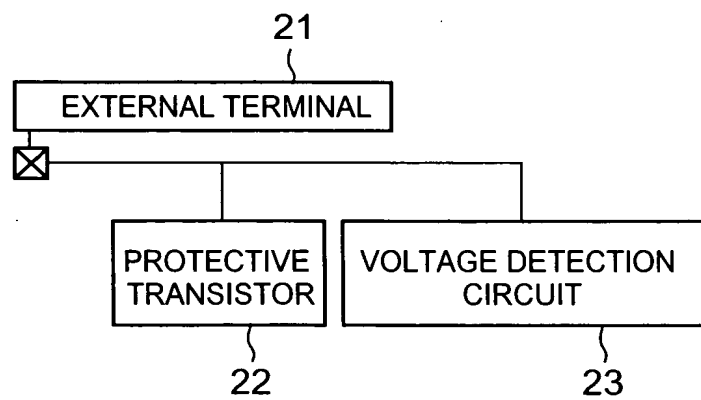 21
EXTERNAL TERMINAL
PROTECTIVE
TRANSISTOR
VOLTAGE DETECTION
CIRCUIT
22
23